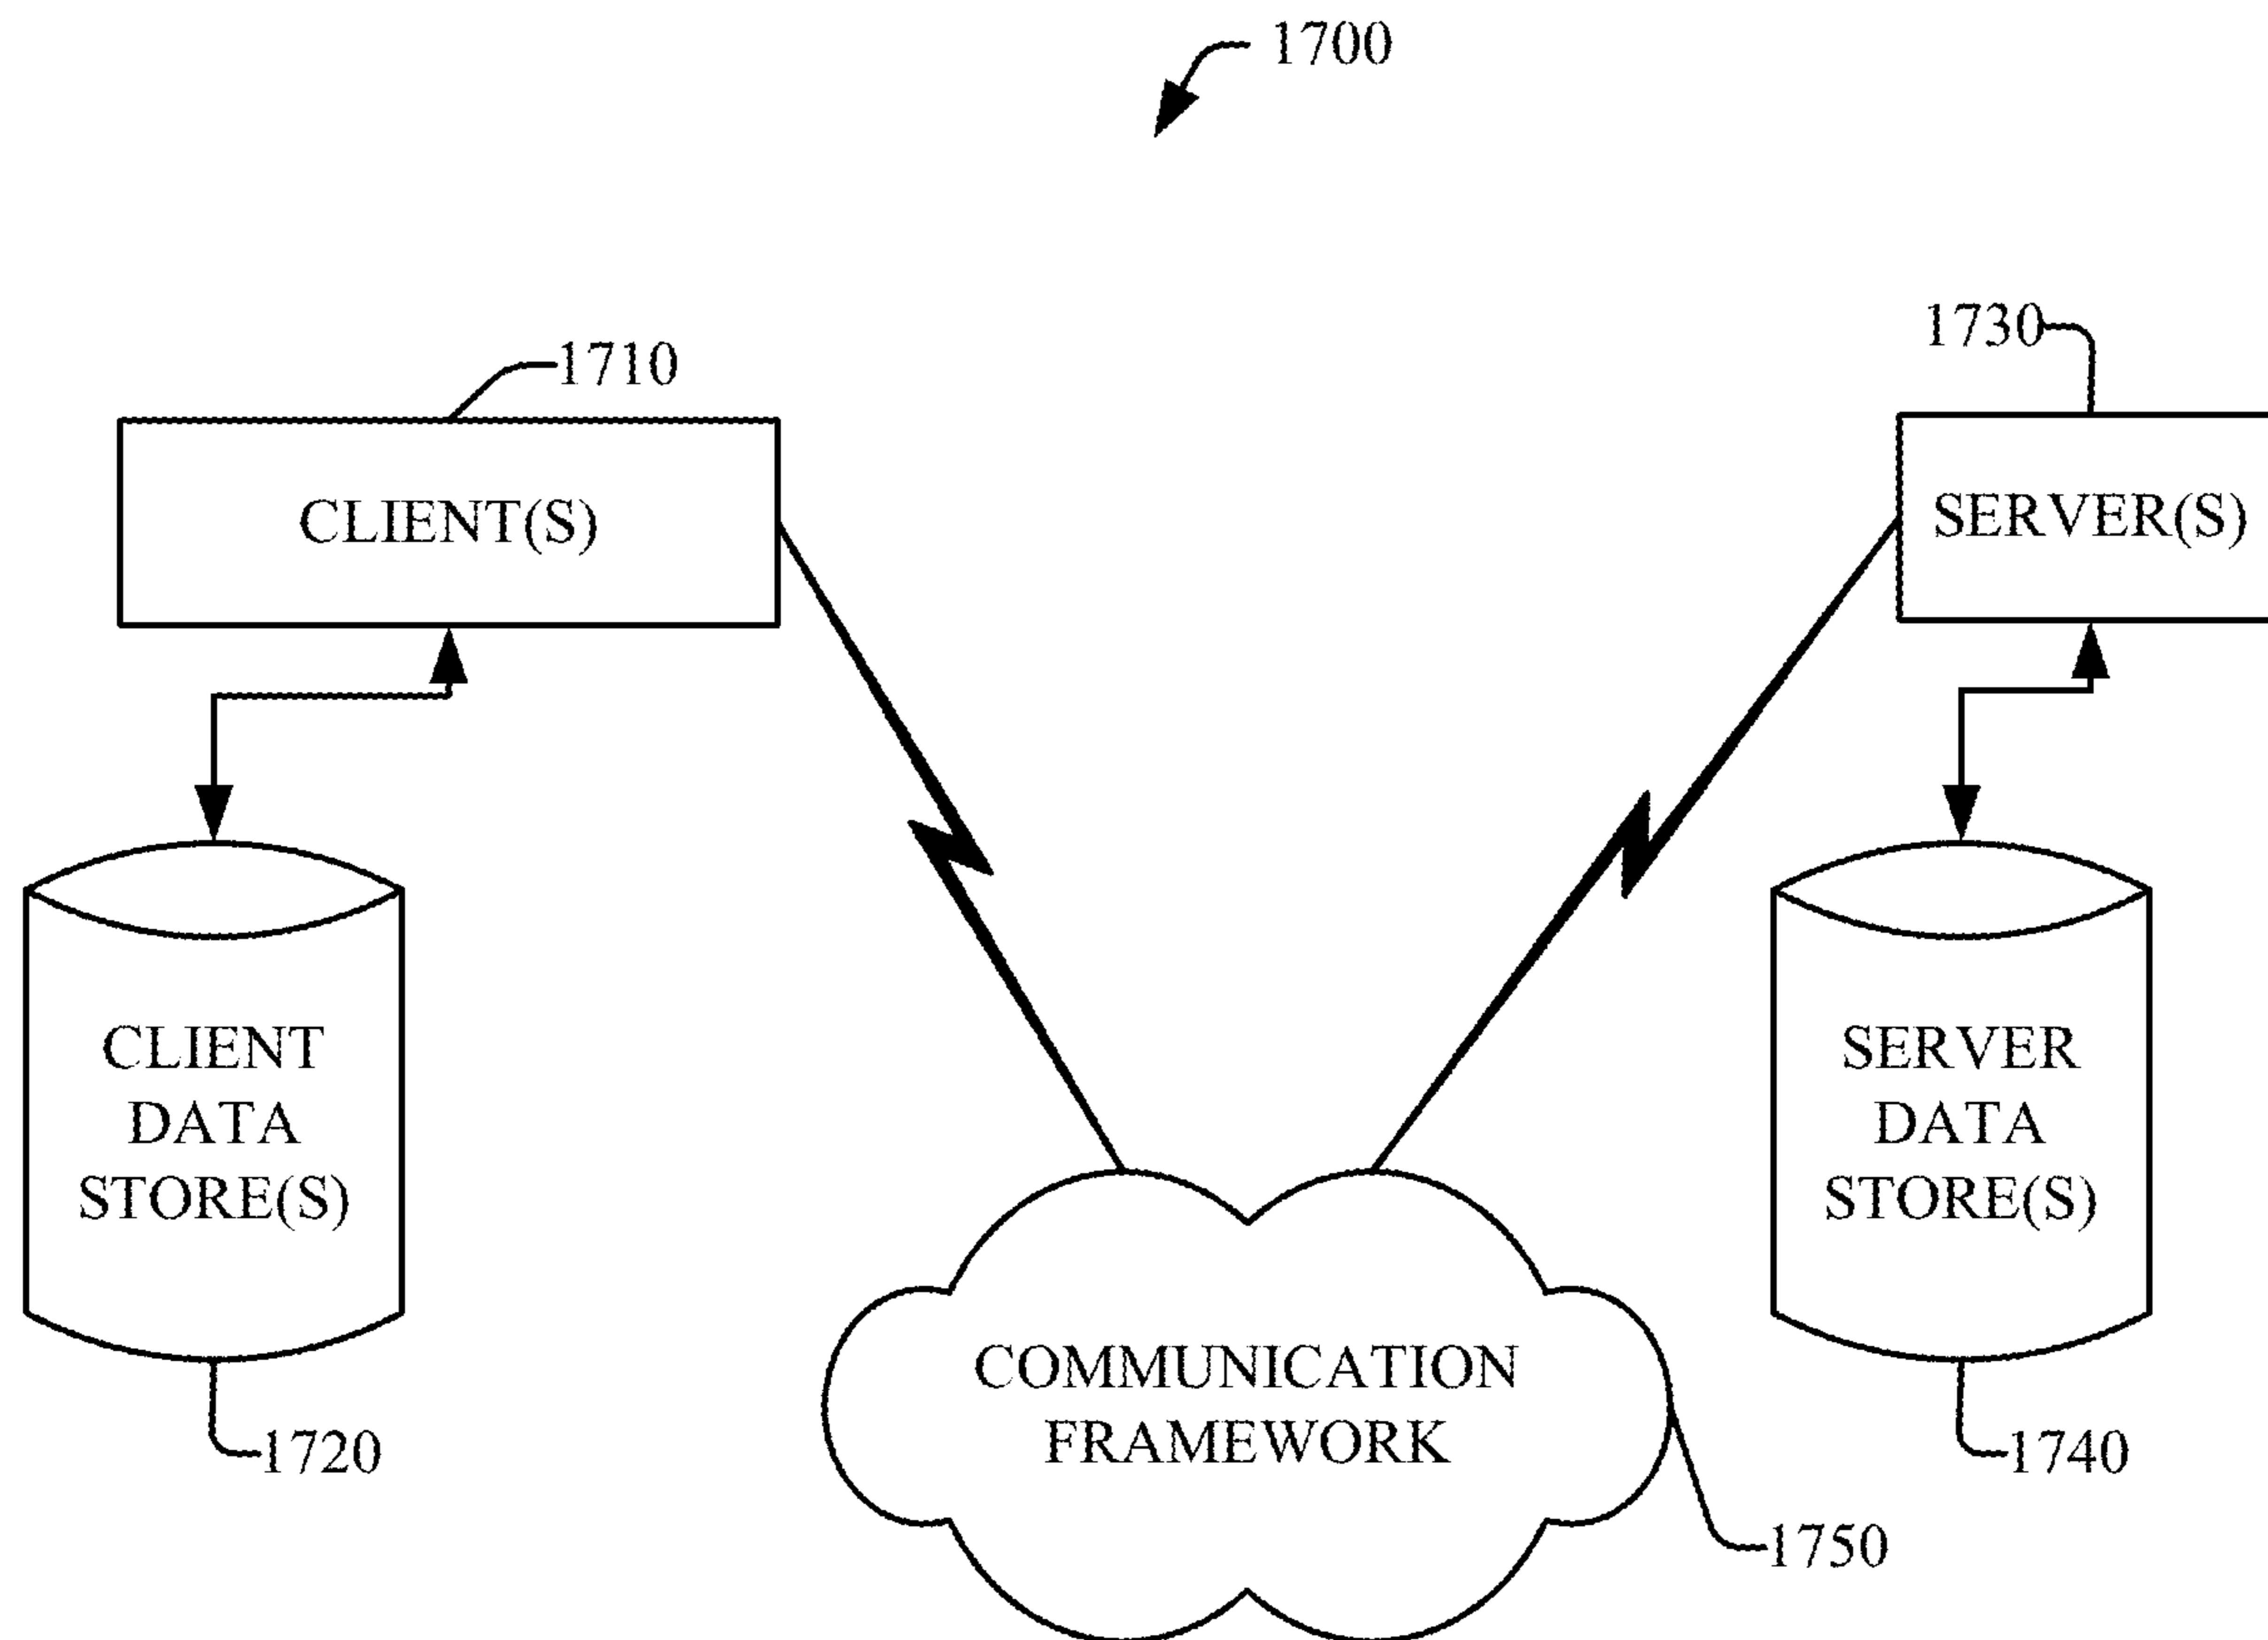 1700
1730
1710
CLIENT(S)
SERVER(S)
CLIENT
DATA
STORE(S)
SERVER
DATA
STORE(S)
COMMUNICATION
FRAMEWORK
1720
1740
1750